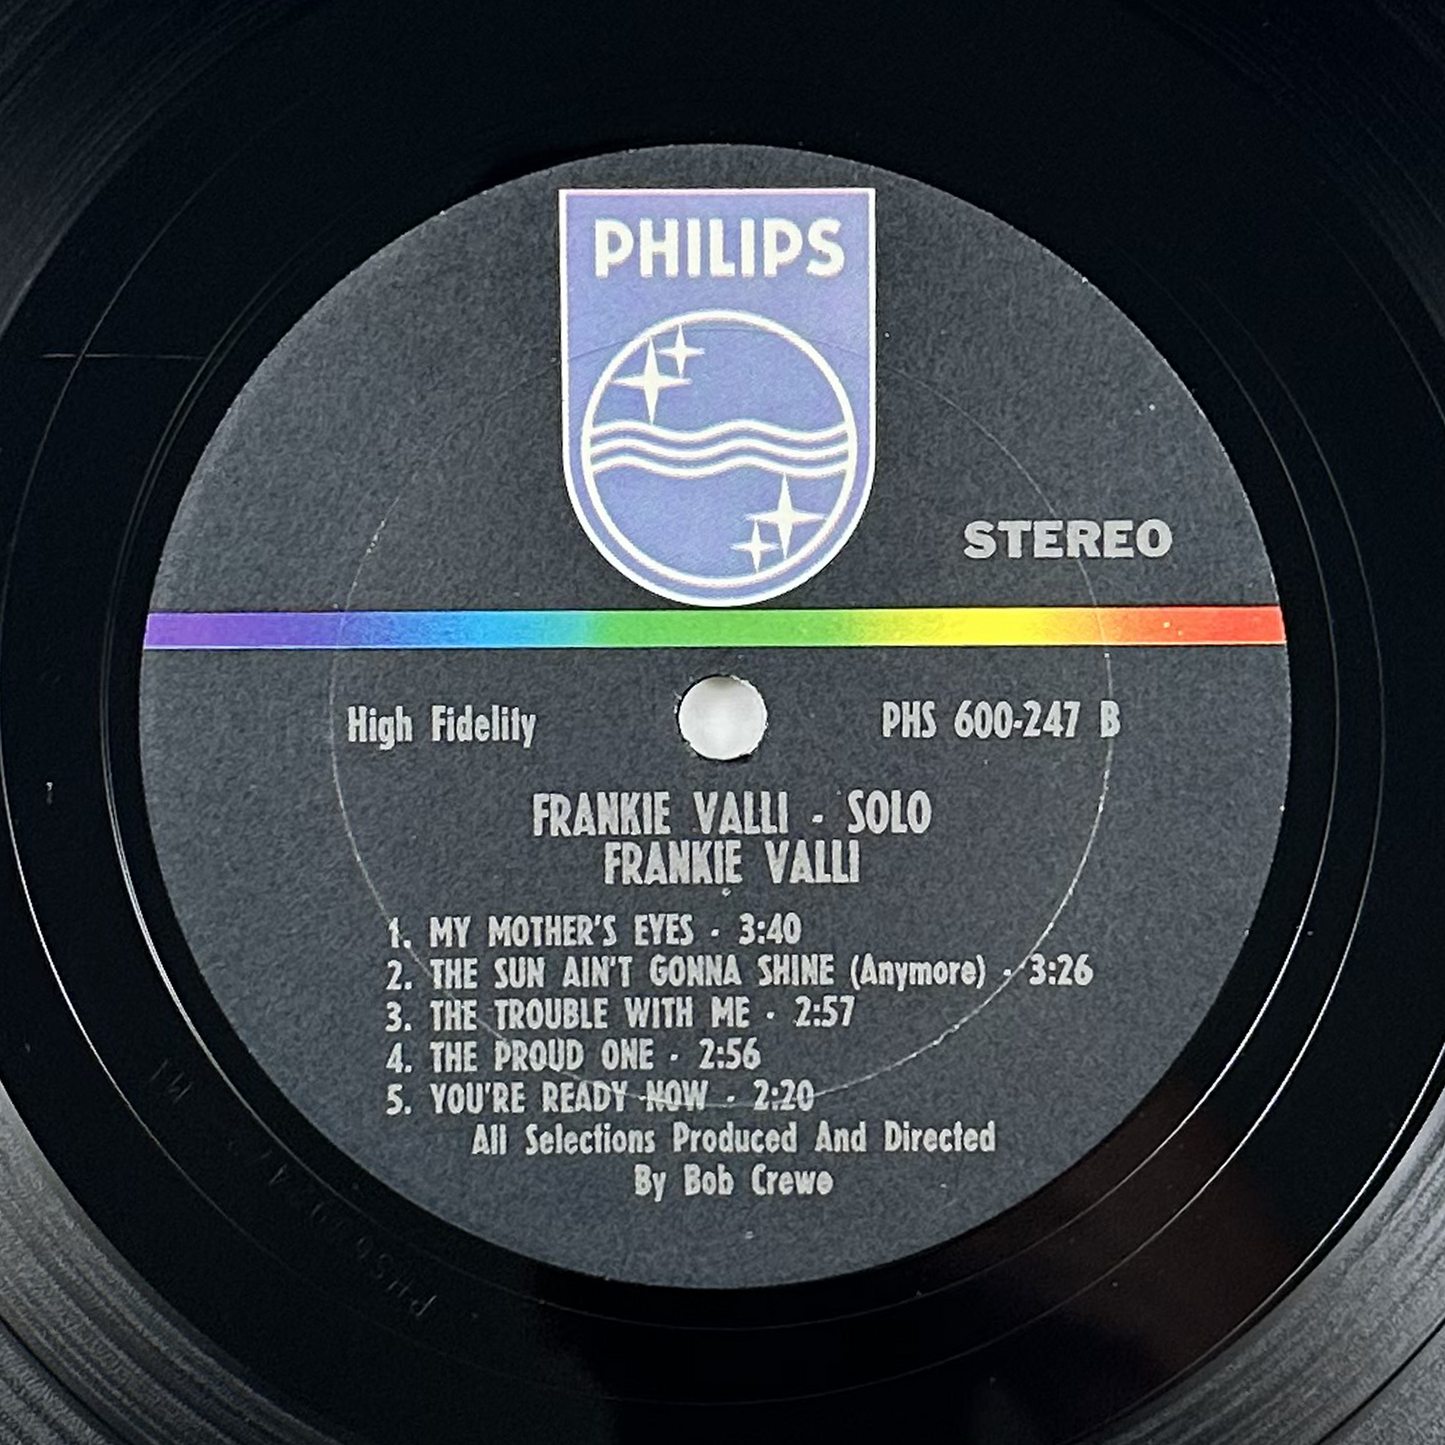 PHILIPS
STEREO
High Fidelity PHS 600-247 B
FRANKIE VALLI - SOLO
FRANKIE VALLI
1. MY MOTHER'S EYES - 3:40
2. THE SUN AIN'T GONNA SHINE (Anymore) - 3:26
3. THE TROUBLE WITH ME - 2:57
4. THE PROUD ONE - 2:56
5. YOU'RE READY NOW - 2:20
All Selections Produced And Directed
By Bob Crewe